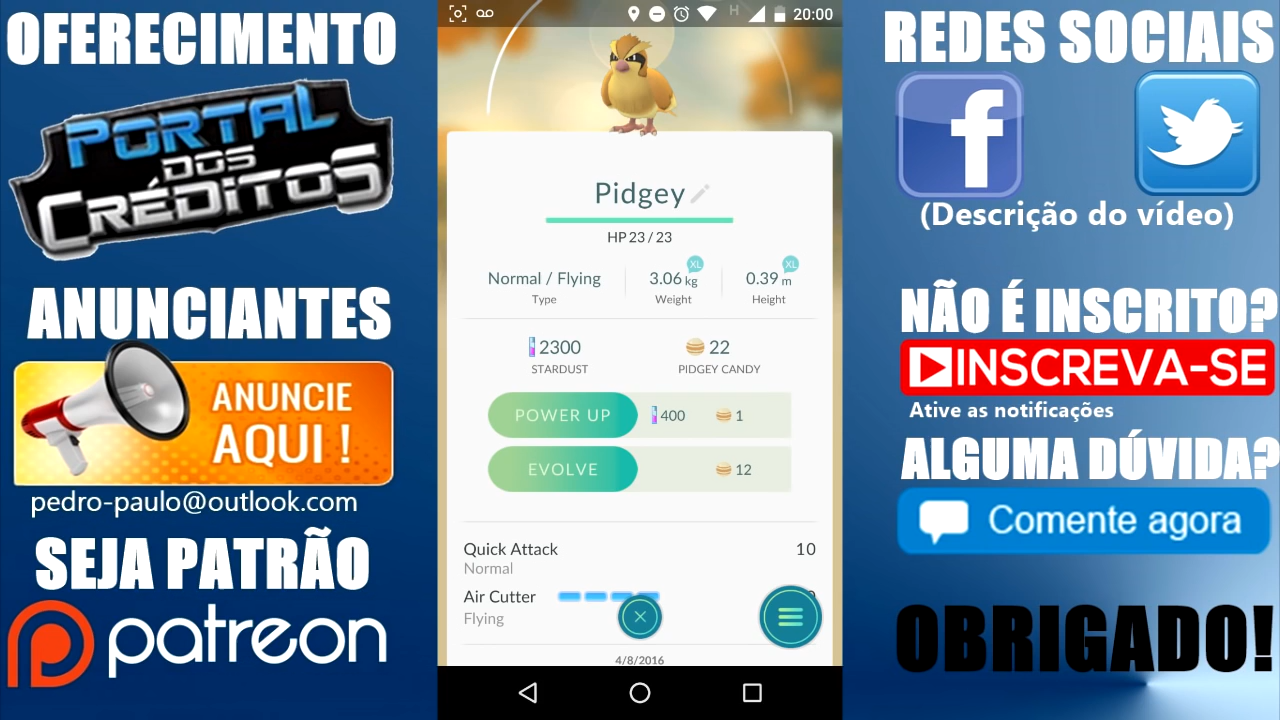 OFERECIMENTO
PORTAL
DOS
CRÉDITOS
ANUNCIANTES
ANUNCIE
AQUI !
pedro-paulo@outlook.com
SEJA PATRÃO
patreon
H
20:00
Pidgey
HP 23 / 23
Normal / Flying
Type
XL
3.06 kg
Weight
XL
0.39 m
Height
2300
STARDUST
22
PIDGEY CANDY
POWER UP
400
1
EVOLVE
12
Quick Attack
10
Normal
Air Cutter
Flying
4/8/2016
REDES SOCIAIS
f
(Descrição do vídeo)
NÃO É INSCRITO?
INSCREVA-SE
Ative as notificações
ALGUMA DÚVIDA?
Comente agora
OBRIGADO!